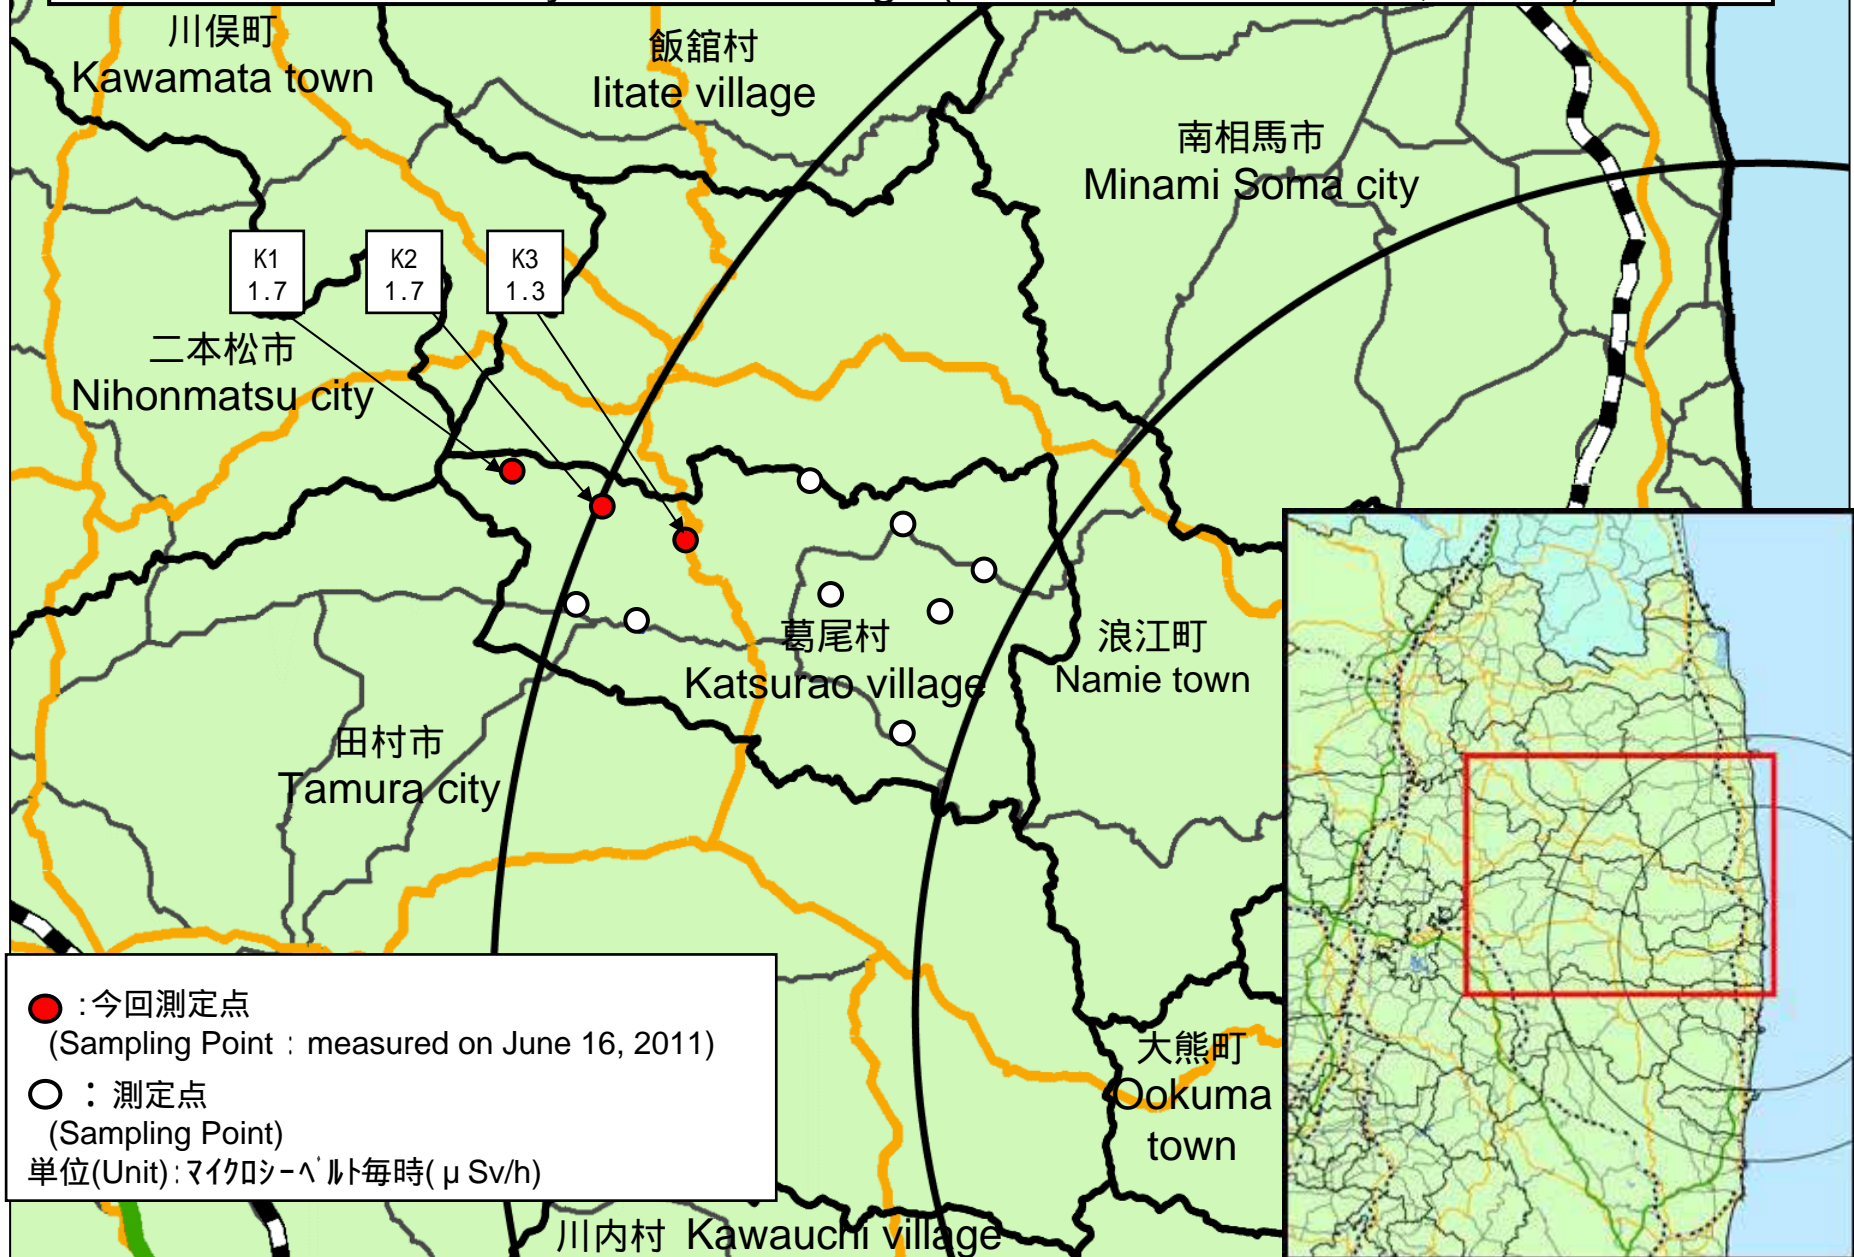 川俣町
Kawamata town
飯舘村
Iitate village
南相馬市
Minami Soma city
K1
1.7
K2
1.7
K3
1.3
二本松市
Nihonmatsu city
葛尾村
Katsurao village
浪江町
Namie town
田村市
Tamura city
大熊町
Ookuma
town
川内村 Kawauchi village
:今回測定点
(Sampling Point : measured on June 16, 2011)
: 測定点
(Sampling Point)
単位(Unit):マイクロシーベルト毎時(μSv/h)